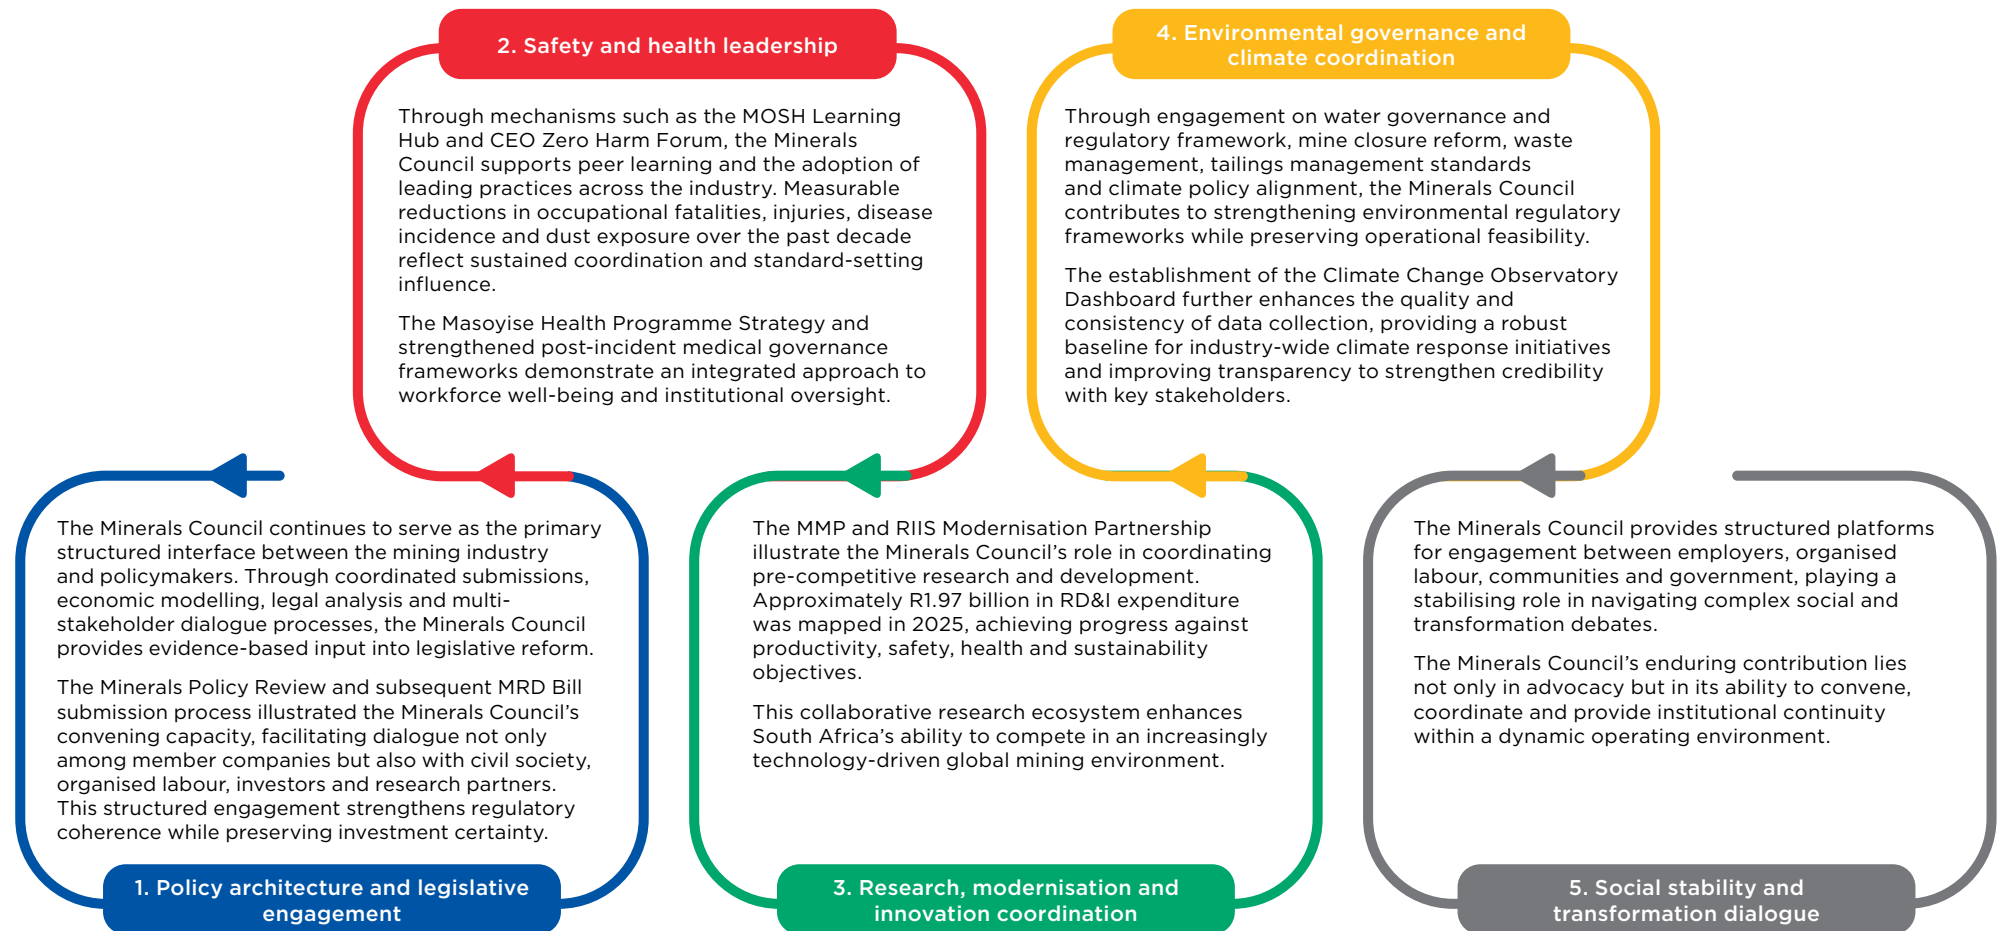 The Minerals Council continues to serve as the primary
structured interface between the mining industry
and policymakers. Through coordinated submissions,
economic modelling, legal analysis and multi-
stakeholder dialogue processes, the Minerals Council
provides evidence-based input into legislative reform.
The Minerals Policy Review and subsequent MRD Bill
submission process illustrated the Minerals Council’s
convening capacity, facilitating dialogue not only
among member companies but also with civil society,
organised labour, investors and research partners.
This structured engagement strengthens regulatory
coherence while preserving investment certainty.
1. Policy architecture and legislative
engagement
2. Safety and health leadership
Through mechanisms such as the MOSH Learning
Hub and CEO Zero Harm Forum, the Minerals
Council supports peer learning and the adoption of
leading practices across the industry. Measurable
reductions in occupational fatalities, injuries, disease
incidence and dust exposure over the past decade
reflect sustained coordination and standard-setting
influence.
The Masoyise Health Programme Strategy and
strengthened post-incident medical governance
frameworks demonstrate an integrated approach to
workforce well-being and institutional oversight.
The MMP and RIIS Modernisation Partnership
illustrate the Minerals Council’s role in coordinating
pre-competitive research and development.
Approximately R1.97 billion in RD&I expenditure
was mapped in 2025, achieving progress against
productivity, safety, health and sustainability
objectives.
This collaborative research ecosystem enhances
South Africa’s ability to compete in an increasingly
technology-driven global mining environment.
3. Research, modernisation and
innovation coordination
4. Environmental governance and
climate coordination
Through engagement on water governance and
regulatory framework, mine closure reform, waste
management, tailings management standards
and climate policy alignment, the Minerals Council
contributes to strengthening environmental regulatory
frameworks while preserving operational feasibility.
The establishment of the Climate Change Observatory
Dashboard further enhances the quality and
consistency of data collection, providing a robust
baseline for industry-wide climate response initiatives
and improving transparency to strengthen credibility
with key stakeholders.
The Minerals Council provides structured platforms
for engagement between employers, organised
labour, communities and government, playing a
stabilising role in navigating complex social and
transformation debates.
The Minerals Council’s enduring contribution lies
not only in advocacy but in its ability to convene,
coordinate and provide institutional continuity
within a dynamic operating environment.
5. Social stability and
transformation dialogue